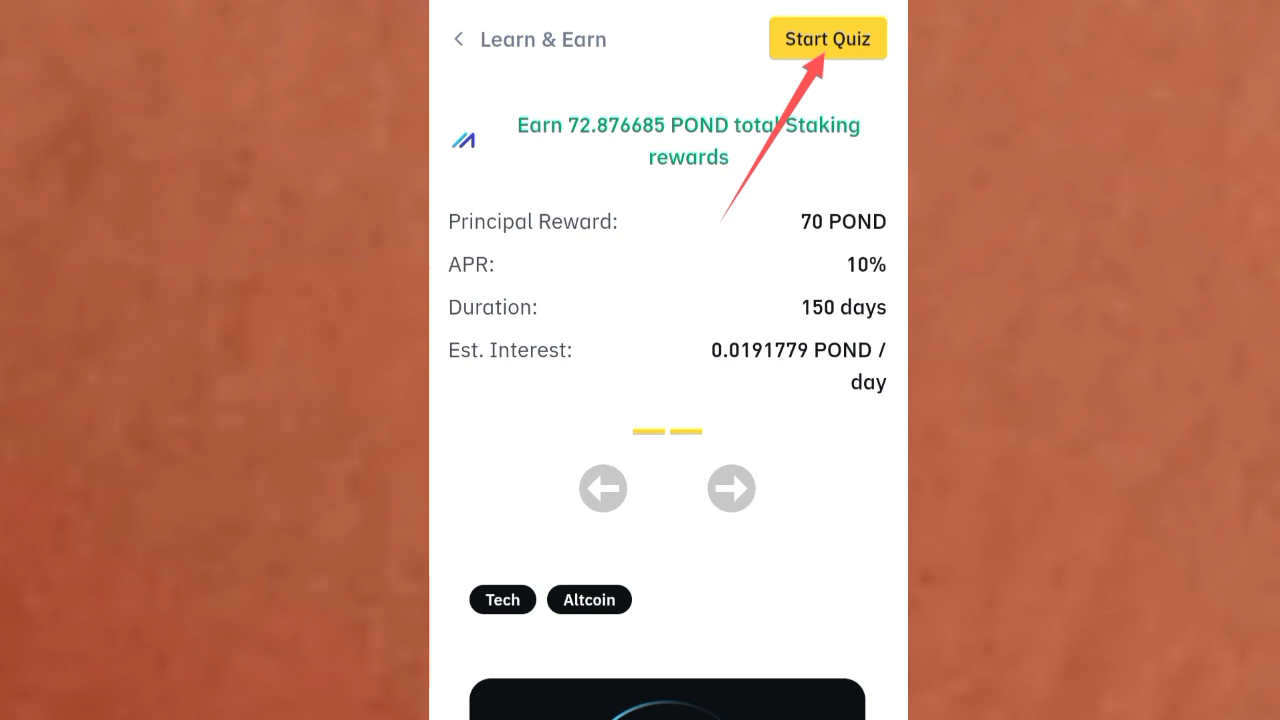 Learn & Earn
Start Quiz
Earn 72.876685 POND total Staking
rewards
Principal Reward: 70 POND
APR: 10%
Duration: 150 days
Est. Interest: 0.0191779 POND /
day
Tech Altcoin